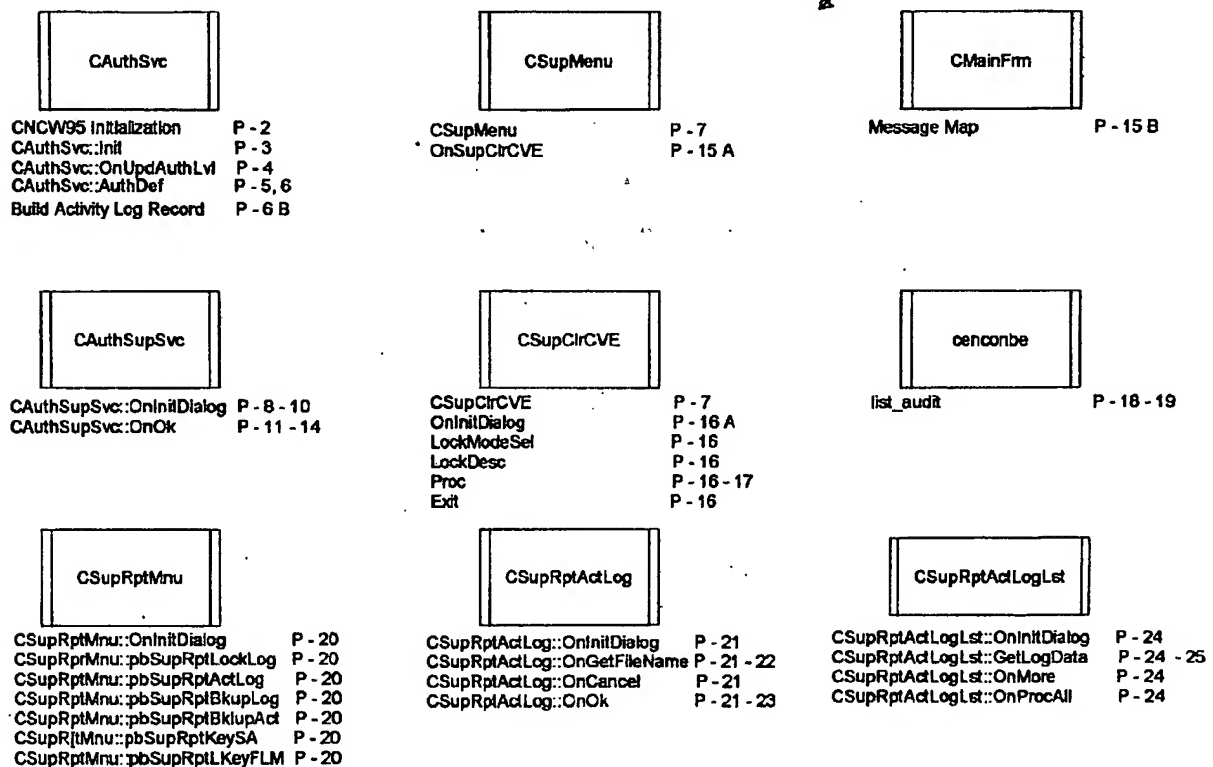 CAuthSvc
CNCW95 Initialization P - 2
CAuthSvc::Init P - 3
CAuthSvc::OnUpdAuthLvl P - 4
CAuthSvc::AuthDef P - 5, 6
Build Activity Log Record P - 6 B
CSupMenu
CSupMenu P - 7
OnSupClrCVE P - 15 A
CMainFrm
Message Map P - 15 B
CAuthSupSvc
CAuthSupSvc::OnInitDialog P - 8 - 10
CAuthSupSvc::OnOk P - 11 - 14
CSupClrCVE
CSupClrCVE P - 7
OnInitDialog P - 16 A
LockModeSel P - 16
LockDesc P - 16
Proc P - 16 - 17
Exit P - 16
cenconbe
list_audit P - 18 - 19
CSupRptMnu
CSupRptMnu::OnInitDialog P - 20
CSupRprMnu::pbSupRptLockLog P - 20
CSupRptMnu::pbSupRptActLog P - 20
CSupRptMnu::pbSupRptBkupLog P - 20
CSupRptMnu::pbSupRptBklupAct P - 20
CSupR[tMnu::pbSupRptKeySA P - 20
CSupRptMnu::pbSupRptLKeyFLM P - 20
CSupRptActLog
CSupRptActLog::OnInitDialog P - 21
CSupRptActLog::OnGetFileName P - 21 - 22
CSupRptActLog::OnCancel P - 21
CSupRptActLog::OnOk P - 21 - 23
CSupRptActLogLst
CSupRptActLogLst::OnInitDialog P - 24
CSupRptActLogLst::GetLogData P - 24 - 25
CSupRptActLogLst::OnMore P - 24
CSupRptActLogLst::OnProcAll P - 24